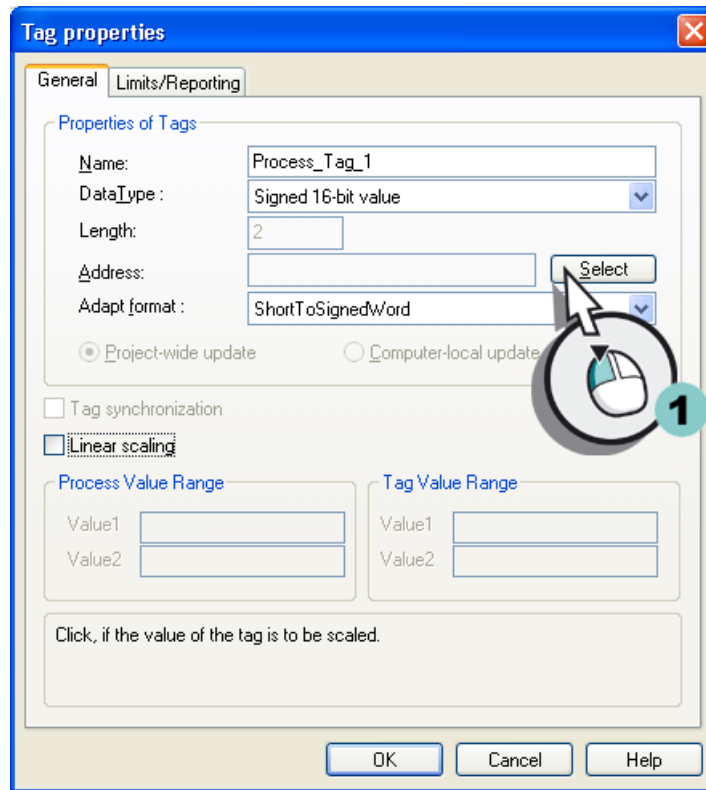 Tag properties
General Limits/Reporting
Properties of Tags
Name: Process_Tag_1
DataType : Signed 16-bit value
Length: 2
Address: Select
Adapt format : ShortToSignedWord
Project-wide update Computer-local update
1
Tag synchronization
Linear scaling
Process Value Range Tag Value Range
Value1 Value1
Value2 Value2
Click, if the value of the tag is to be scaled.
OK Cancel Help